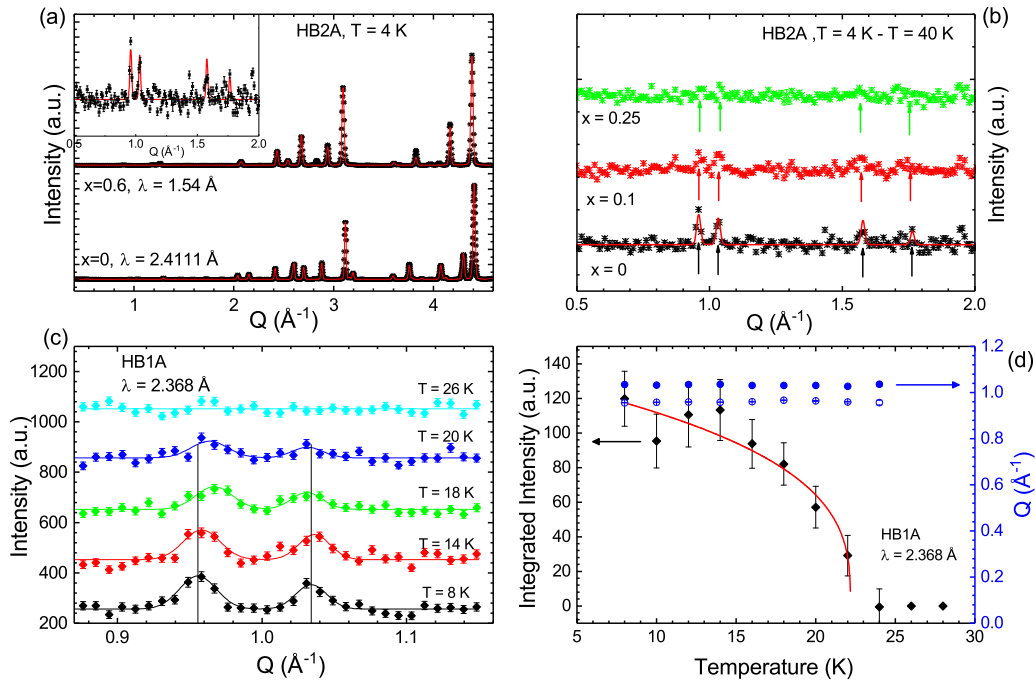 (a)
HB2A, T = 4 K
0.5 1.0 1.5 2.0
Q (Å⁻¹)
x=0.6, λ = 1.54 Å
x=0, λ = 2.4111 Å
Intensity (a.u.)
1 2 3 4
Q (Å⁻¹)
(b)
HB2A ,T = 4 K - T = 40 K
x = 0.25
x = 0.1
x = 0
Intensity (a.u.)
0.5 1.0 1.5 2.0
Q (Å⁻¹)
(c)
HB1A
λ = 2.368 Å
T = 26 K
T = 20 K
T = 18 K
T = 14 K
T = 8 K
Intensity (a.u.)
1200
1000
800
600
400
200
0.9 1.0 1.1
Q (Å⁻¹)
(d)
HB1A
λ = 2.368 Å
Integrated Intensity (a.u.)
140
120
100
80
60
40
20
0
5 10 15 20 25 30
Temperature (K)
1.2
1.0
0.8
0.6
0.4
0.2
0.0
Q (Å⁻¹)